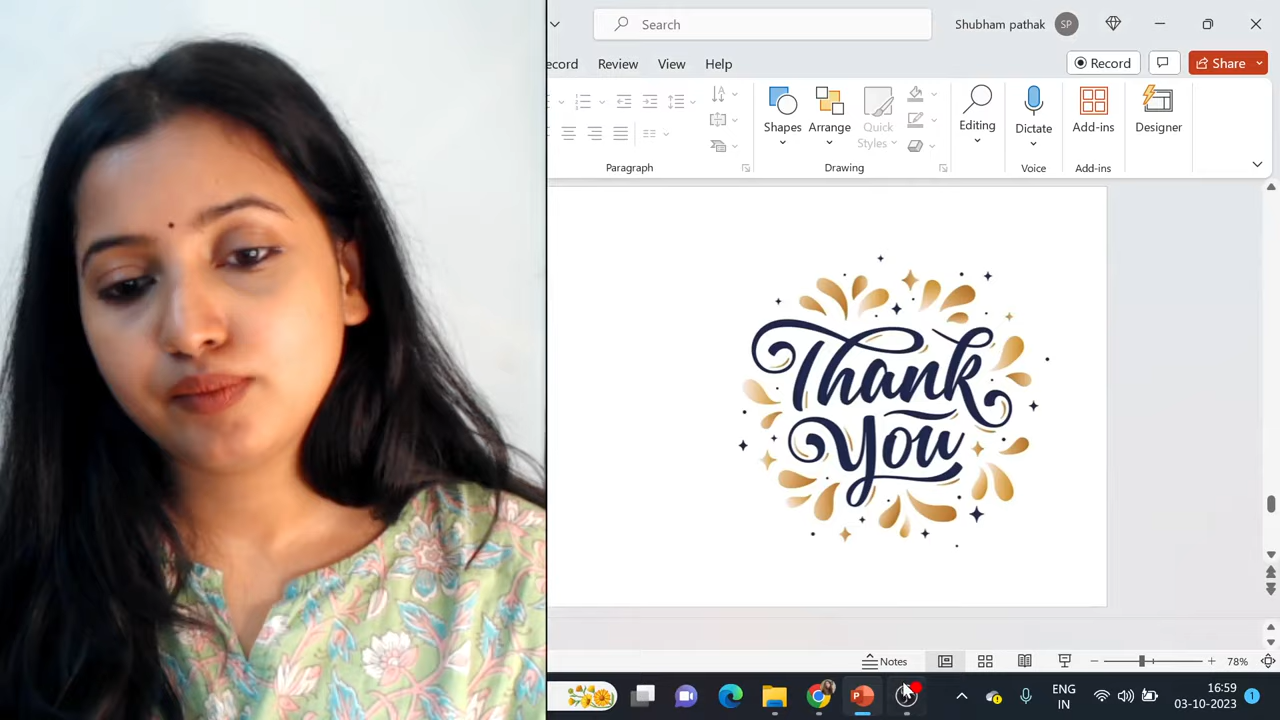 Search
Shubham pathak
SP
ecord
Review
View
Help
Record
Share
Shapes
Arrange
Quick
Styles
Editing
Dictate
Add-ins
Designer
Paragraph
Drawing
Voice
Add-ins
Thank
You
Notes
78%
ENG
IN
16:59
03-10-2023
1